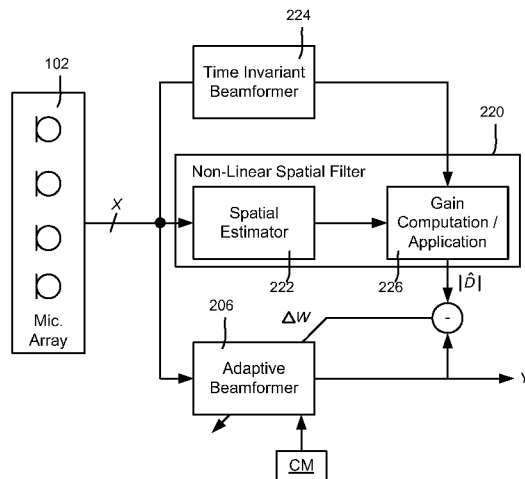 224
102
Time Invariant
Beamformer
220
Non-Linear Spatial Filter
X
Spatial
Estimator
Gain
Computation /
Application
222
226
|D̂|
Mic.
Array
206
ΔW
-
Adaptive
Beamformer
Y
CM